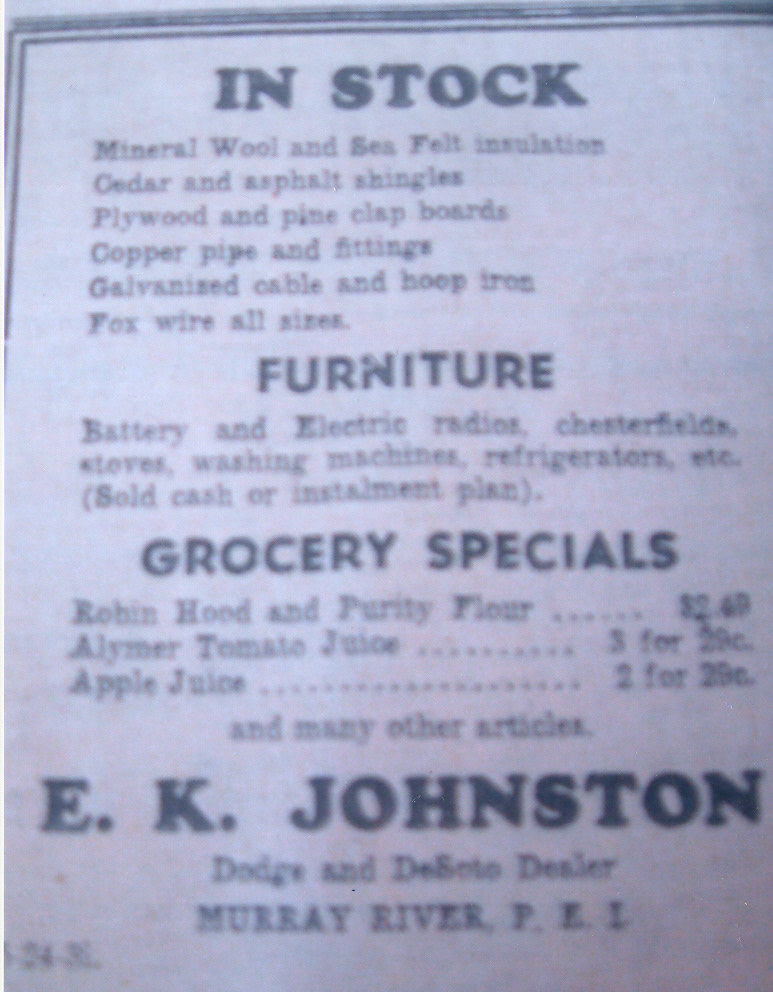 IN STOCK
Mineral Wool and Sea Felt insulation
Cedar and asphalt shingles
Plywood and pine clap boards
Copper pipe and fittings
Galvanised cable and hoop iron
Fox wire all sizes.
FURNITURE
Battery and Electric radios, chesterfields,
stoves, washing machines, refrigerators, etc.
(Sold cash or instalment plan).
GROCERY SPECIALS
Robin Hood and Purity Flour ...... $2.49
Alymer Tomato Juice .......... 3 for 29c.
Apple Juice ...................... 2 for 29c.
and many other articles.
E. K. JOHNSTON
Dodge and DeSoto Dealer
MURRAY RIVER, P. E. I.